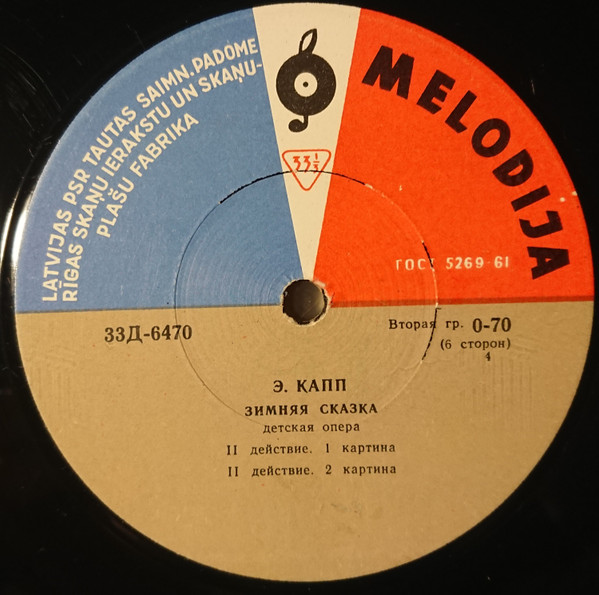 LATVIJAS PSR TAUTAS SAIMN. PADOME
RĪGAS SKAŅU IERAKSTU UN SKAŅU-
PLAŠU FABRIKA
33⅓
MELODIJA
ГОСТ 5269-61
33Д-6470
Вторая гр. 0-70
(6 сторон)
4
Э. КАПП
ЗИМНЯЯ СКАЗКА
детская опера
II действие. 1 картина
II действие. 2 картина